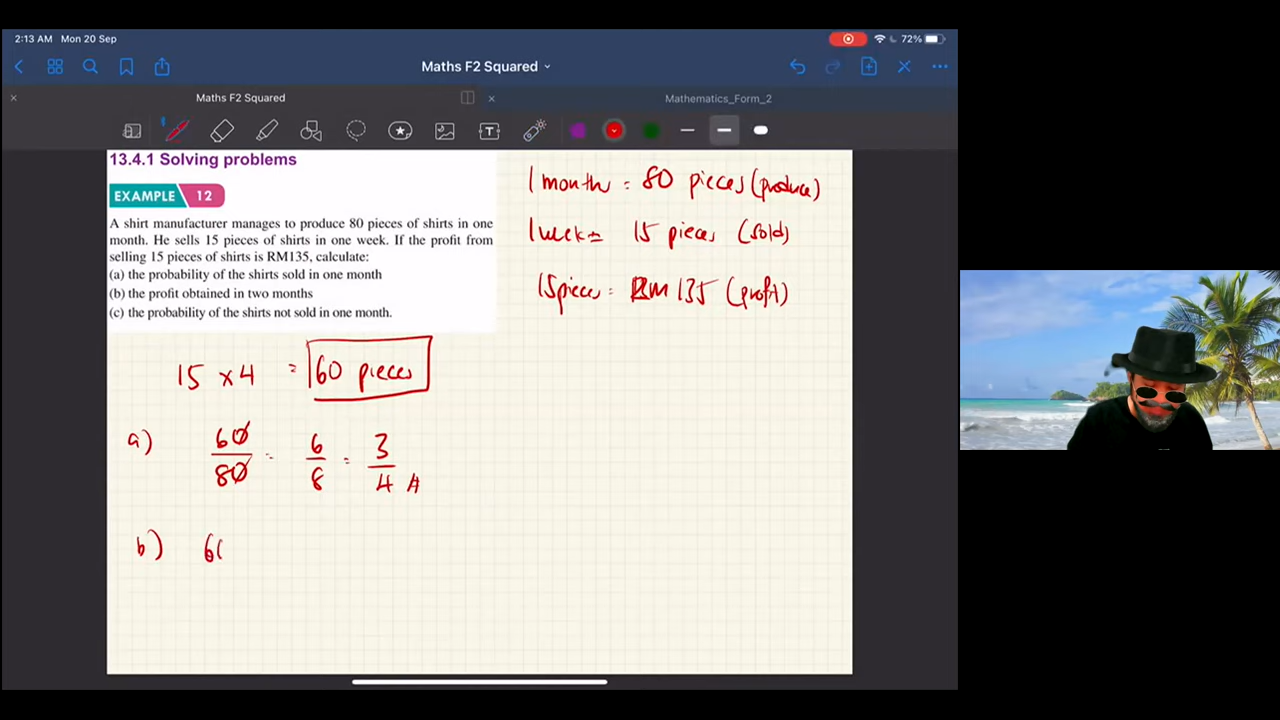 2:13 AM Mon 20 Sep
72%
Maths F2 Squared
Maths F2 Squared
Mathematics_Form_2
13.4.1 Solving problems
EXAMPLE 12
A shirt manufacturer manages to produce 80 pieces of shirts in one
month. He sells 15 pieces of shirts in one week. If the profit from
selling 15 pieces of shirts is RM135, calculate:
(a) the probability of the shirts sold in one month
(b) the profit obtained in two months
(c) the probability of the shirts not sold in one month.
1 month = 80 pieces (produce)
1 week = 15 pieces (sold)
15 pieces = RM 135 (profit)
15 x 4 = 60 pieces
a) 60/80 = 6/8 = 3/4
b) 6(